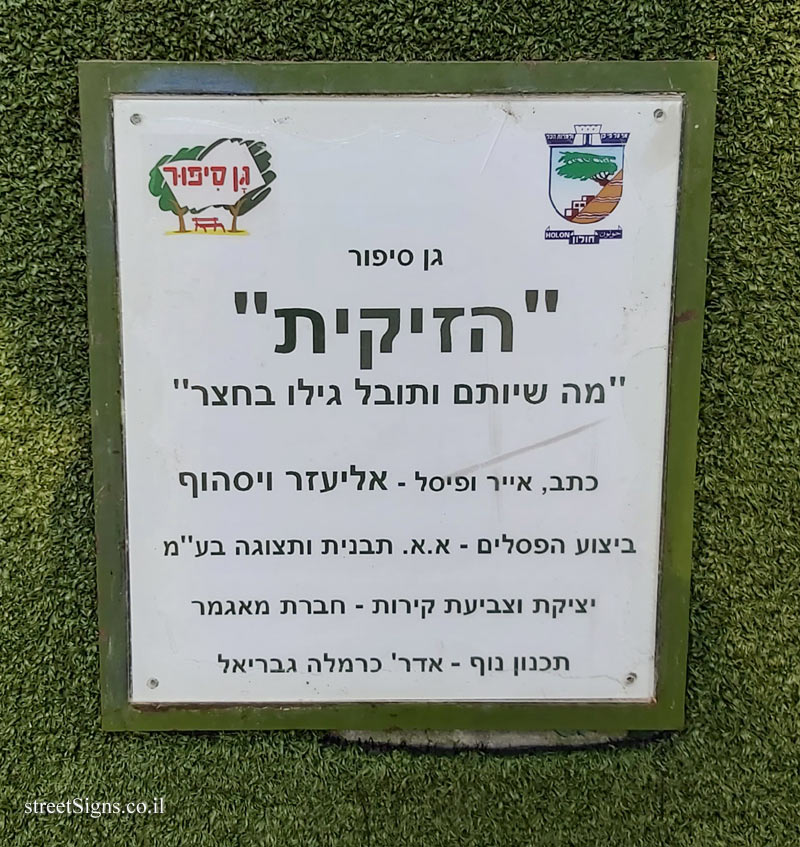 גן סיפור
HOLON חולון حولون
גן סיפור
"הזיקית"
"מה שיותם ותובל גילו בחצר"
כתב, אייר ופיסל - אליעזר ויסהוף
ביצוע הפסלים - א.א. תבנית ותצוגה בע"מ
יציקת וצביעת קירות - חברת מאגמר
תכנון נוף - אדר' כרמלה גבריאל
streetSigns.co.il